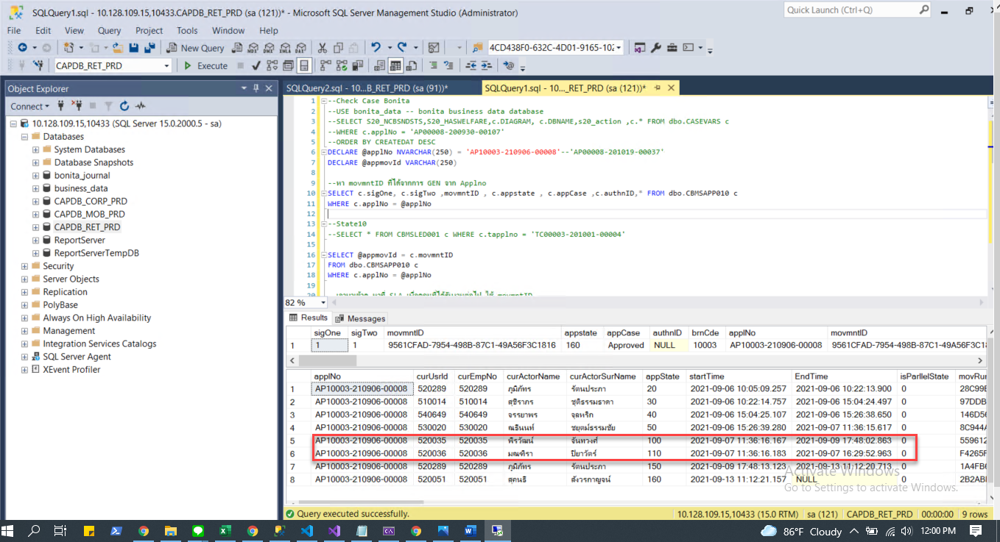 SQLQuery1.sql - 10.128.109.15,10433.CAPDB_RET_PRD (sa (121))* - Microsoft SQL Server Management Studio (Administrator)
Quick Launch (Ctrl+Q)
File Edit View Query Project Tools Window Help
New Query
4CD438F0-632C-4D01-9165-102
CAPDB_RET_PRD
Execute
Object Explorer
Connect
10.128.109.15,10433 (SQL Server 15.0.2000.5 - sa)
Databases
System Databases
Database Snapshots
bonita_journal
business_data
CAPDB_CORP_PRD
CAPDB_MOB_PRD
CAPDB_RET_PRD
ReportServer
ReportServerTempDB
Security
Server Objects
Replication
PolyBase
Always On High Availability
Management
Integration Services Catalogs
SQL Server Agent
XEvent Profiler
SQLQuery2.sql - 10...B_RET_PRD (sa (91))*
SQLQuery1.sql - 10..._RET_PRD (sa (121))*
1 --Check Case Bonita
2 --USE bonita_data -- bonita business data database
3 --SELECT S20_NCBSNDSTS,S20_HASWELFARE,c.DIAGRAM, c.DBNAME,s20_action ,c.* FROM dbo.CASEVARS c
4 --WHERE c.applNo = 'AP00008-200930-00107'
5 --ORDER BY CREATEDAT DESC
6 DECLARE @applNo NVARCHAR(250) = 'AP10003-210906-00008'--'AP00008-201019-00037'
7 DECLARE @appmovId VARCHAR(250)
8
9 --หา movmntID ที่ได้จากการ GEN จาก Applno
10 SELECT c.sigOne, c.sigTwo ,movmntID , c.appstate , c.appCase ,c.authnID,* FROM dbo.CBMSAPP010 c
11 WHERE c.applNo = @applNo
12
13 --State10
14 --SELECT * FROM CBMSLED001 c WHERE c.tapplno = 'TC00003-201001-00004'
15
16 SELECT @appmovId = c.movmntID
17 FROM dbo.CBMSAPP010 c
18 WHERE c.applNo = @applNo
19
20
82 %
Results Messages
sigOne sigTwo movmntID appstate appCase authnID brnCde applNo movmntID
1 1 1 9561CFAD-7954-498B-87C1-49A56F3C1816 160 Approved NULL 10003 AP10003-210906-00008 9561CFAD-7954-498B-87C1-49A56F3C18
applNo curUsrId curEmpNo curActorName curActorSurName appState startTime EndTime isParllelState movRur
1 AP10003-210906-00008 520289 520289 ภูมิภัทร รัตนประภา 20 2021-09-06 10:05:09.257 2021-09-06 10:22:13.900 0 28C99E
2 AP10003-210906-00008 510014 510014 สุชิราภร ชุติธรรมธาดา 30 2021-09-06 10:22:14.757 2021-09-06 15:04:24.497 0 97DDB
3 AP10003-210906-00008 540649 540649 จรรยาพร จุลหริก 40 2021-09-06 15:04:25.107 2021-09-06 15:26:38.650 0 146D56
4 AP10003-210906-00008 530020 530020 ณธินนท์ ชยุตม์ธรรมชัย 50 2021-09-06 15:26:39.280 2021-09-07 11:36:15.617 0 8C944A
5 AP10003-210906-00008 520035 520035 พีรวัฒน์ จันทวงศ์ 100 2021-09-07 11:36:16.167 2021-09-09 17:48:02.863 0 559612
6 AP10003-210906-00008 520036 520036 มณฑิรา ปิยาวัตร์ 110 2021-09-07 11:36:16.183 2021-09-07 16:29:52.963 0 F4265F
7 AP10003-210906-00008 520289 520289 ภูมิภัทร รัตนประภา 150 2021-09-09 17:48:13.123 2021-09-13 11:12:20.713 0 1A4FB6
8 AP10003-210906-00008 520051 520051 สุคนธิ์ สังวรกาญจน์ 160 2021-09-13 11:12:21.157 NULL 0 2B2ABI
Activate Windows
Go to Settings to activate Windows.
Query executed successfully. 10.128.109.15,10433 (15.0 RTM) sa (121) CAPDB_RET_PRD 00:00:00 9 rows
86°F Cloudy 12:00 PM